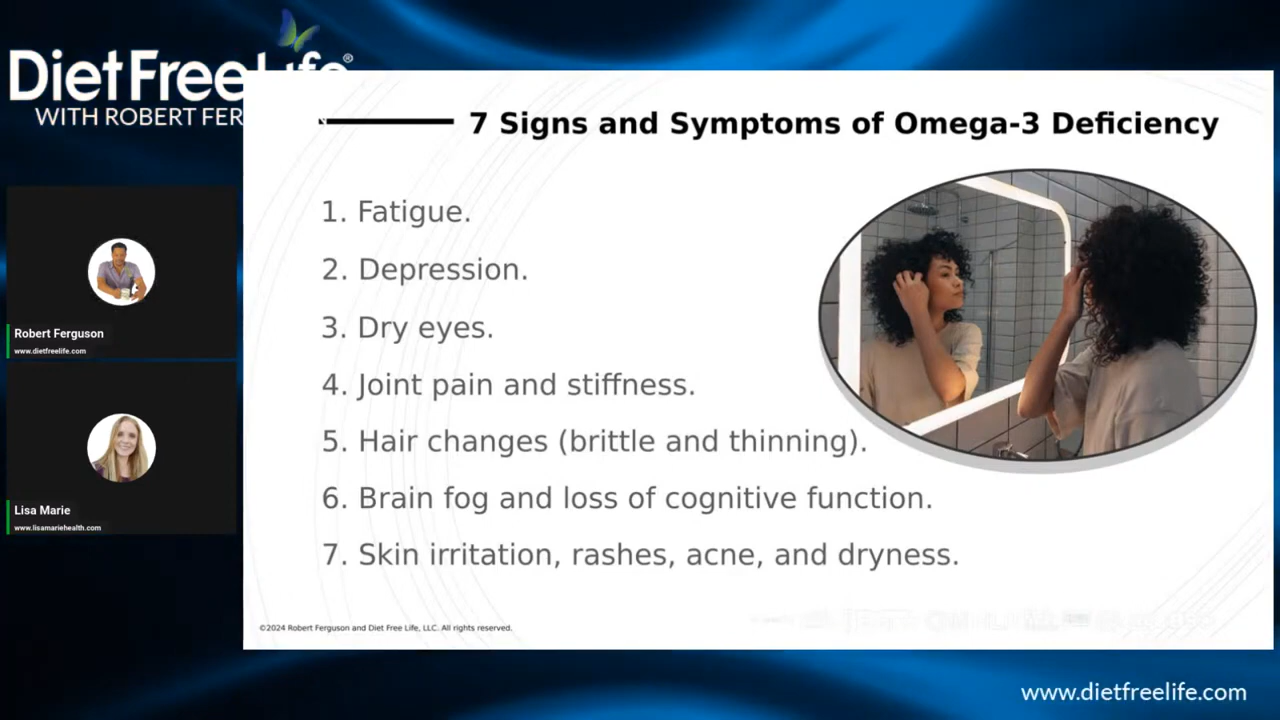 DietFreeLife®
WITH ROBERT FER
7 Signs and Symptoms of Omega-3 Deficiency
1. Fatigue.
2. Depression.
3. Dry eyes.
4. Joint pain and stiffness.
5. Hair changes (brittle and thinning).
6. Brain fog and loss of cognitive function.
7. Skin irritation, rashes, acne, and dryness.
Robert Ferguson
www.dietfreelife.com
Lisa Marie
www.lisamariehealth.com
©2024 Robert Ferguson and Diet Free Life, LLC. All rights reserved.
www.dietfreelife.com